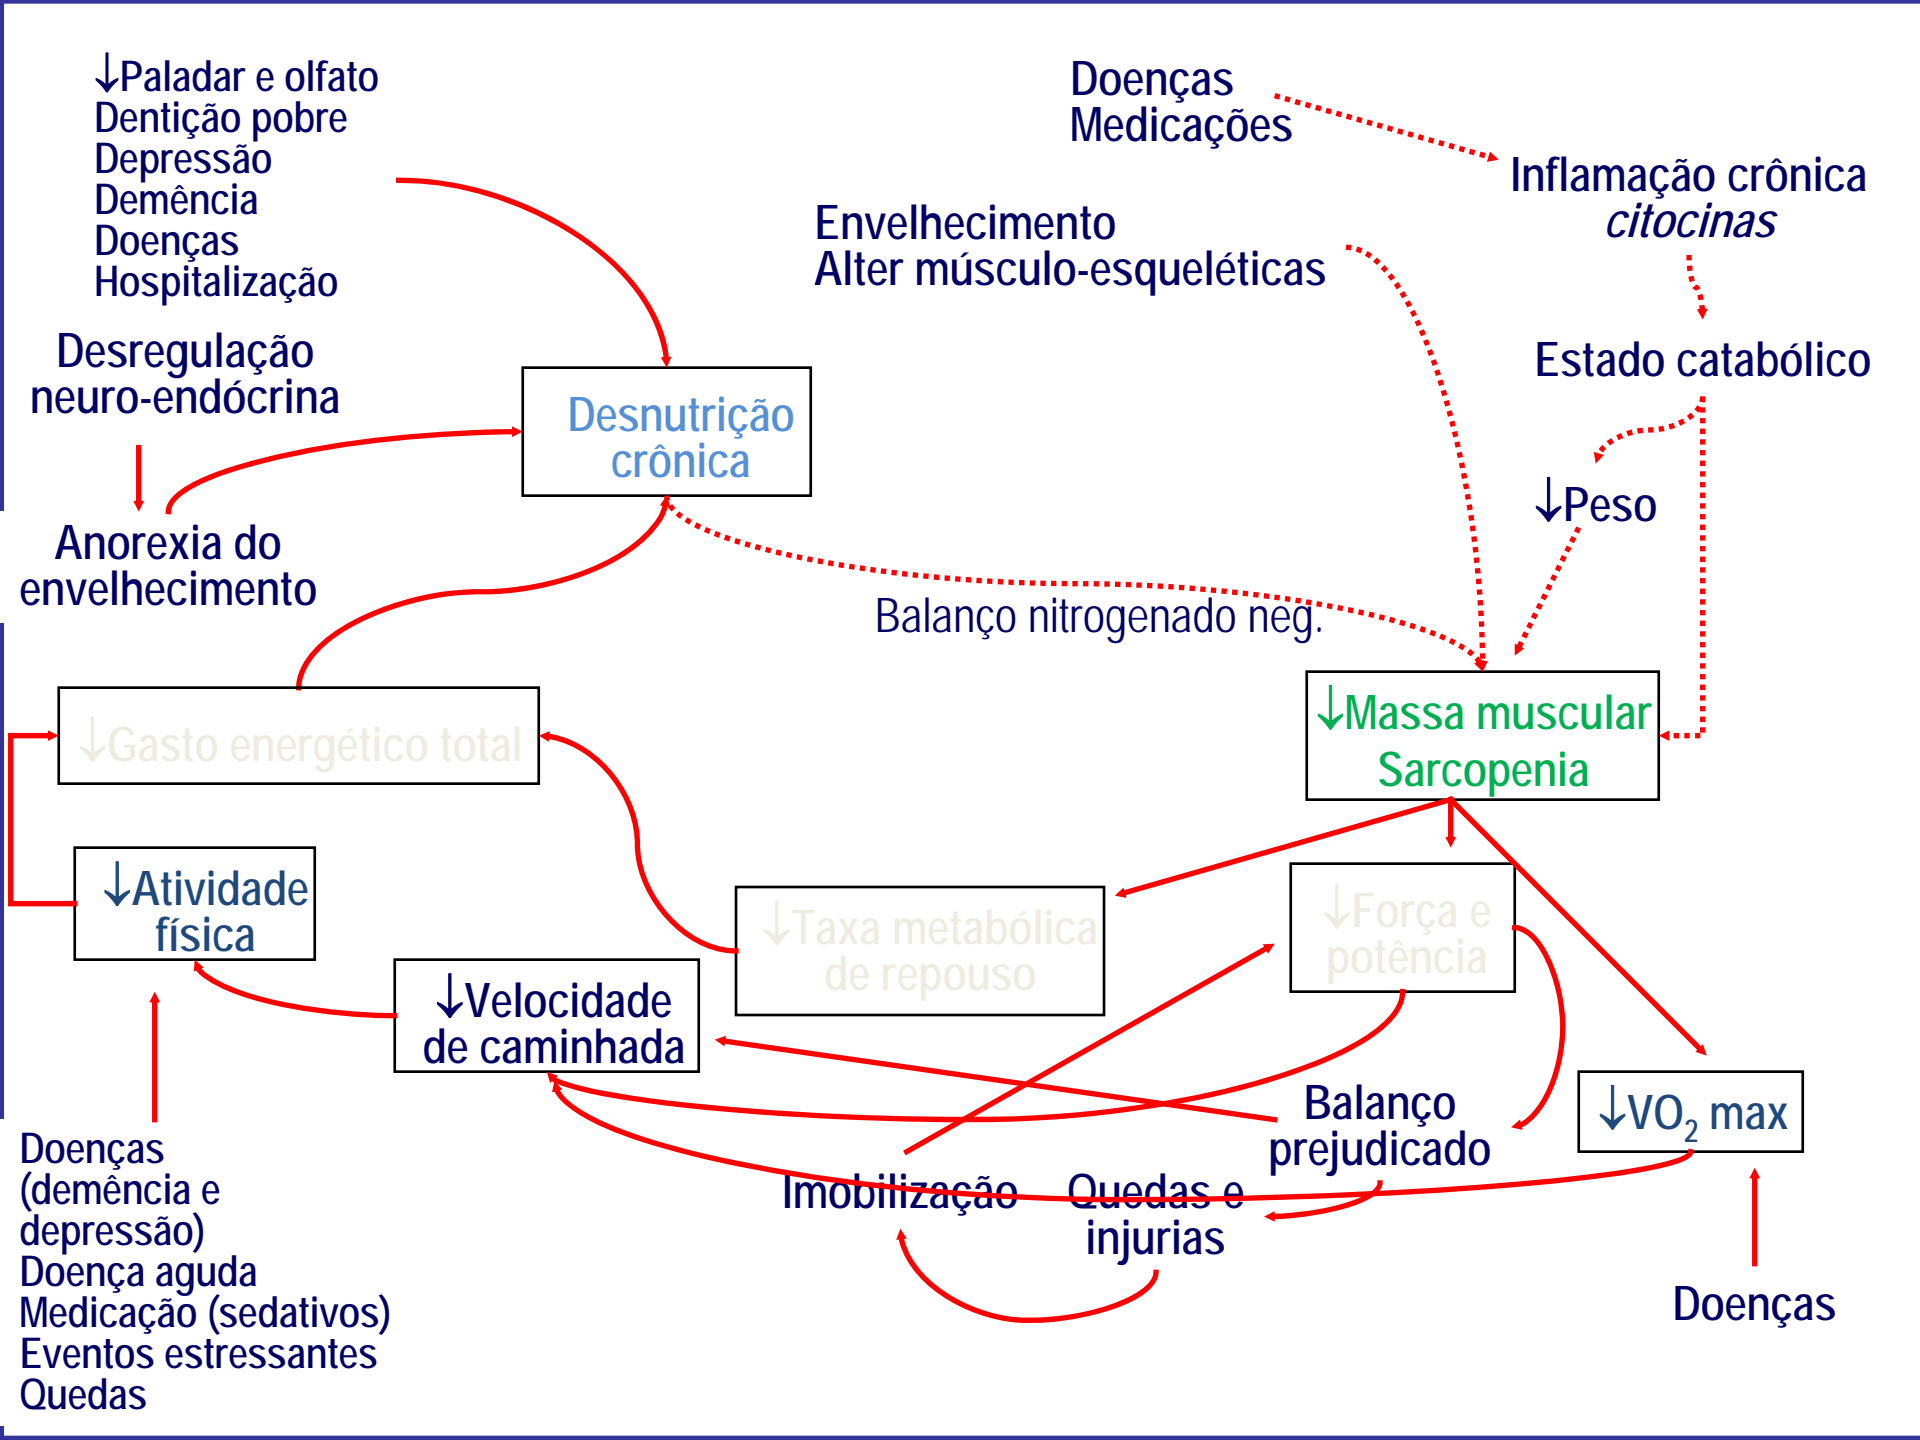 ↓Paladar e olfato
Dentição pobre
Depressão
Demência
Doenças
Hospitalização
Doenças
Medicações
Inflamação crônica
citocinas
Envelhecimento
Alter músculo-esqueléticas
Desregulação
neuro-endócrina
Estado catabólico
Desnutrição
crônica
↓Peso
Anorexia do
envelhecimento
Balanço nitrogenado neg.
↓Massa muscular
Sarcopenia
↓Gasto energético total
↓Atividade
física
↓Taxa metabólica
de repouso
↓Força e
potência
↓Velocidade
de caminhada
Balanço
prejudicado
↓VO₂ max
Imobilização
Quedas e
injurias
Doenças
(demência e
depressão)
Doença aguda
Medicação (sedativos)
Eventos estressantes
Quedas
Doenças